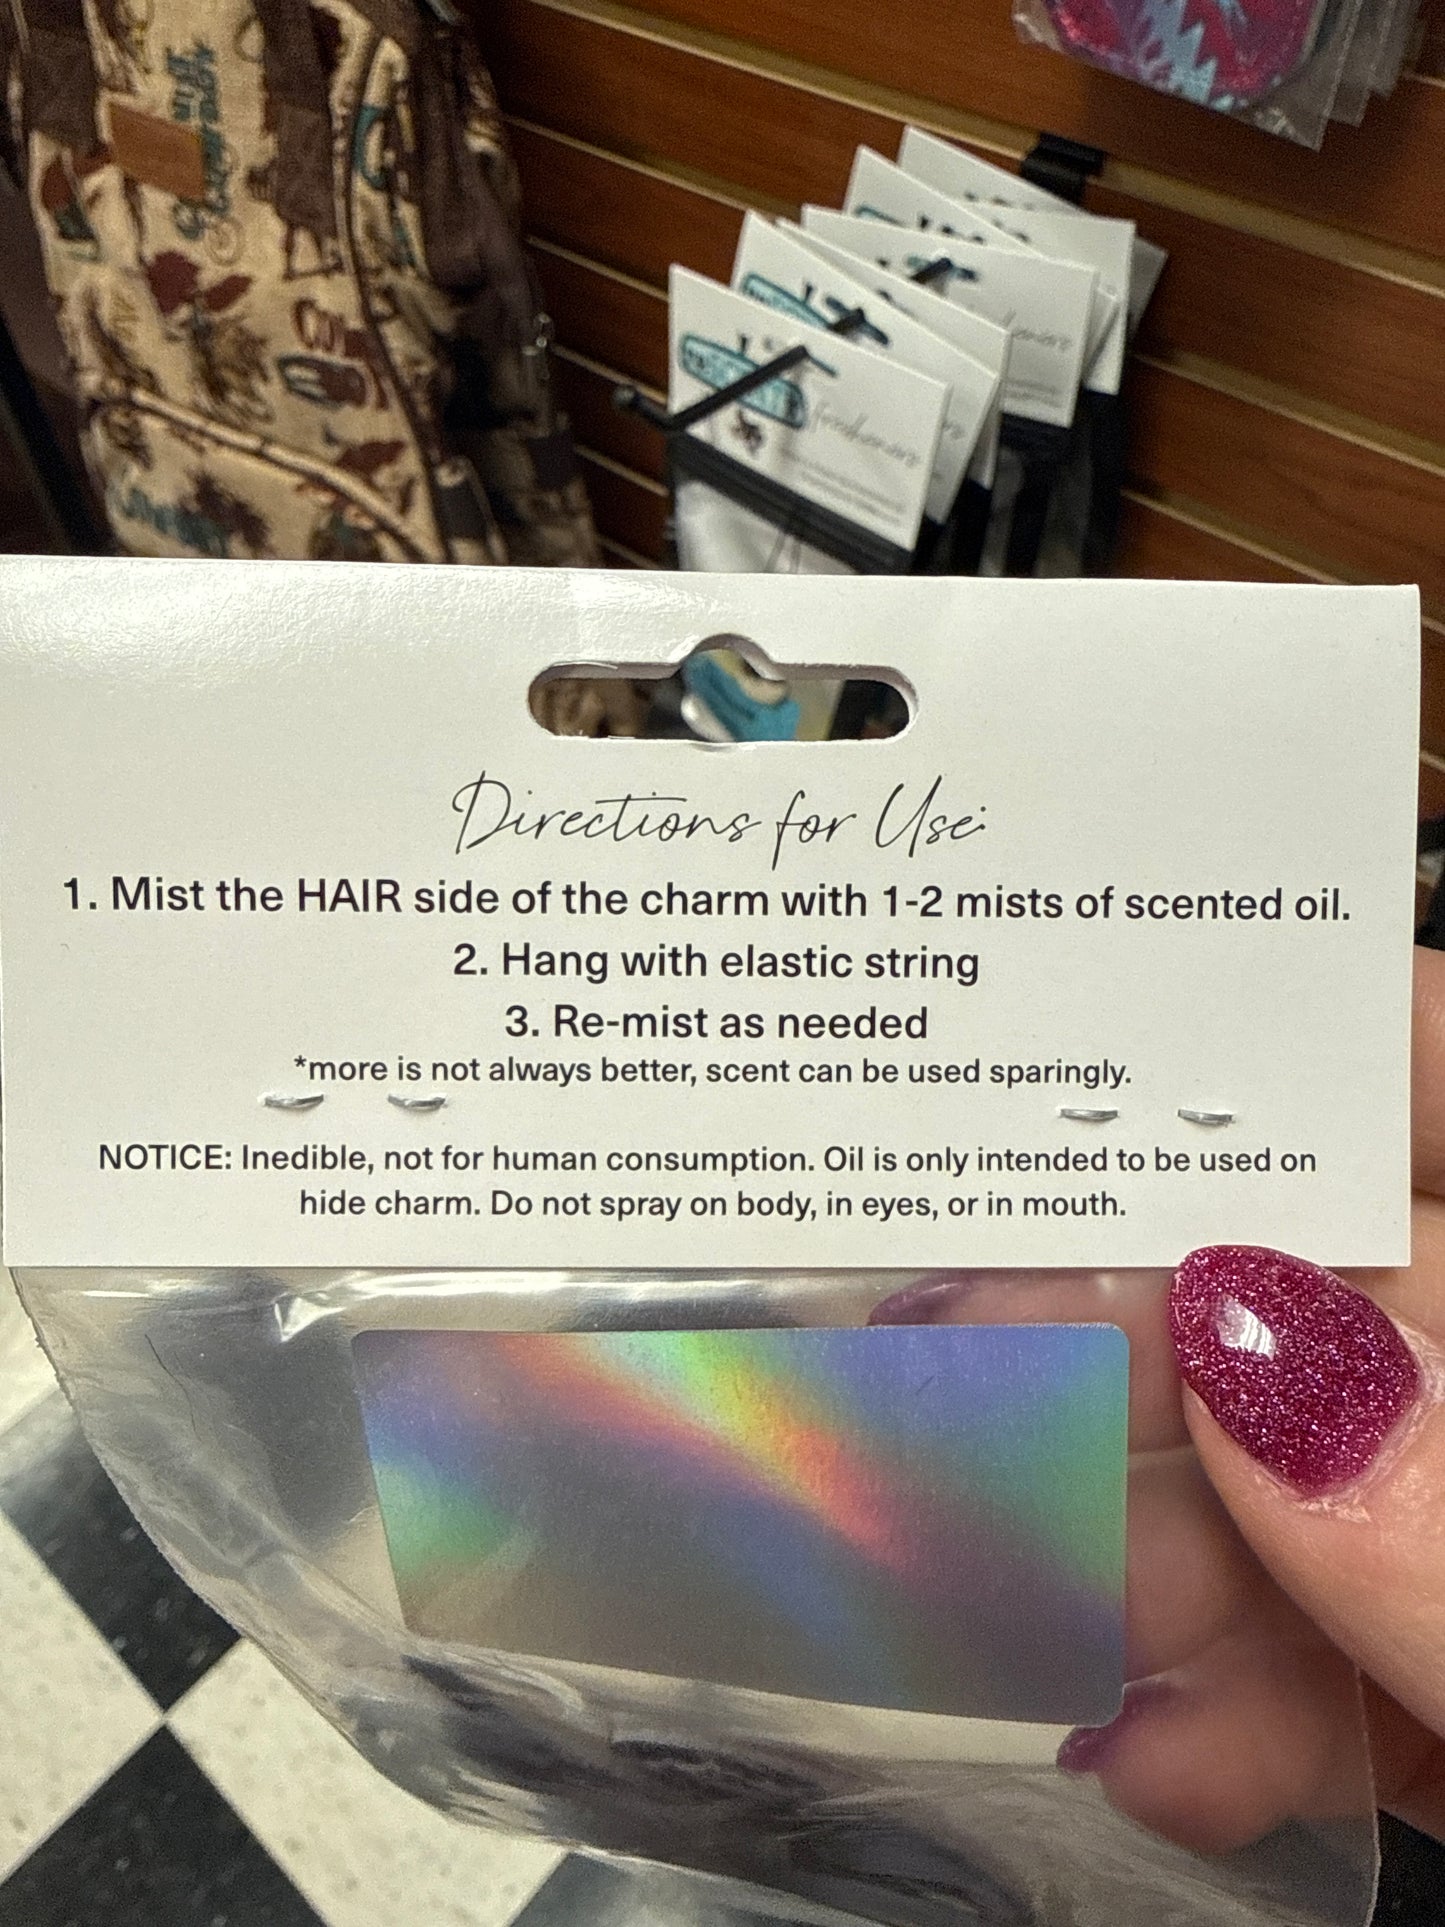 Directions for Use:
1. Mist the HAIR side of the charm with 1-2 mists of scented oil.
2. Hang with elastic string
3. Re-mist as needed
*more is not always better, scent can be used sparingly.
NOTICE: Inedible, not for human consumption. Oil is only intended to be used on
hide charm. Do not spray on body, in eyes, or in mouth.